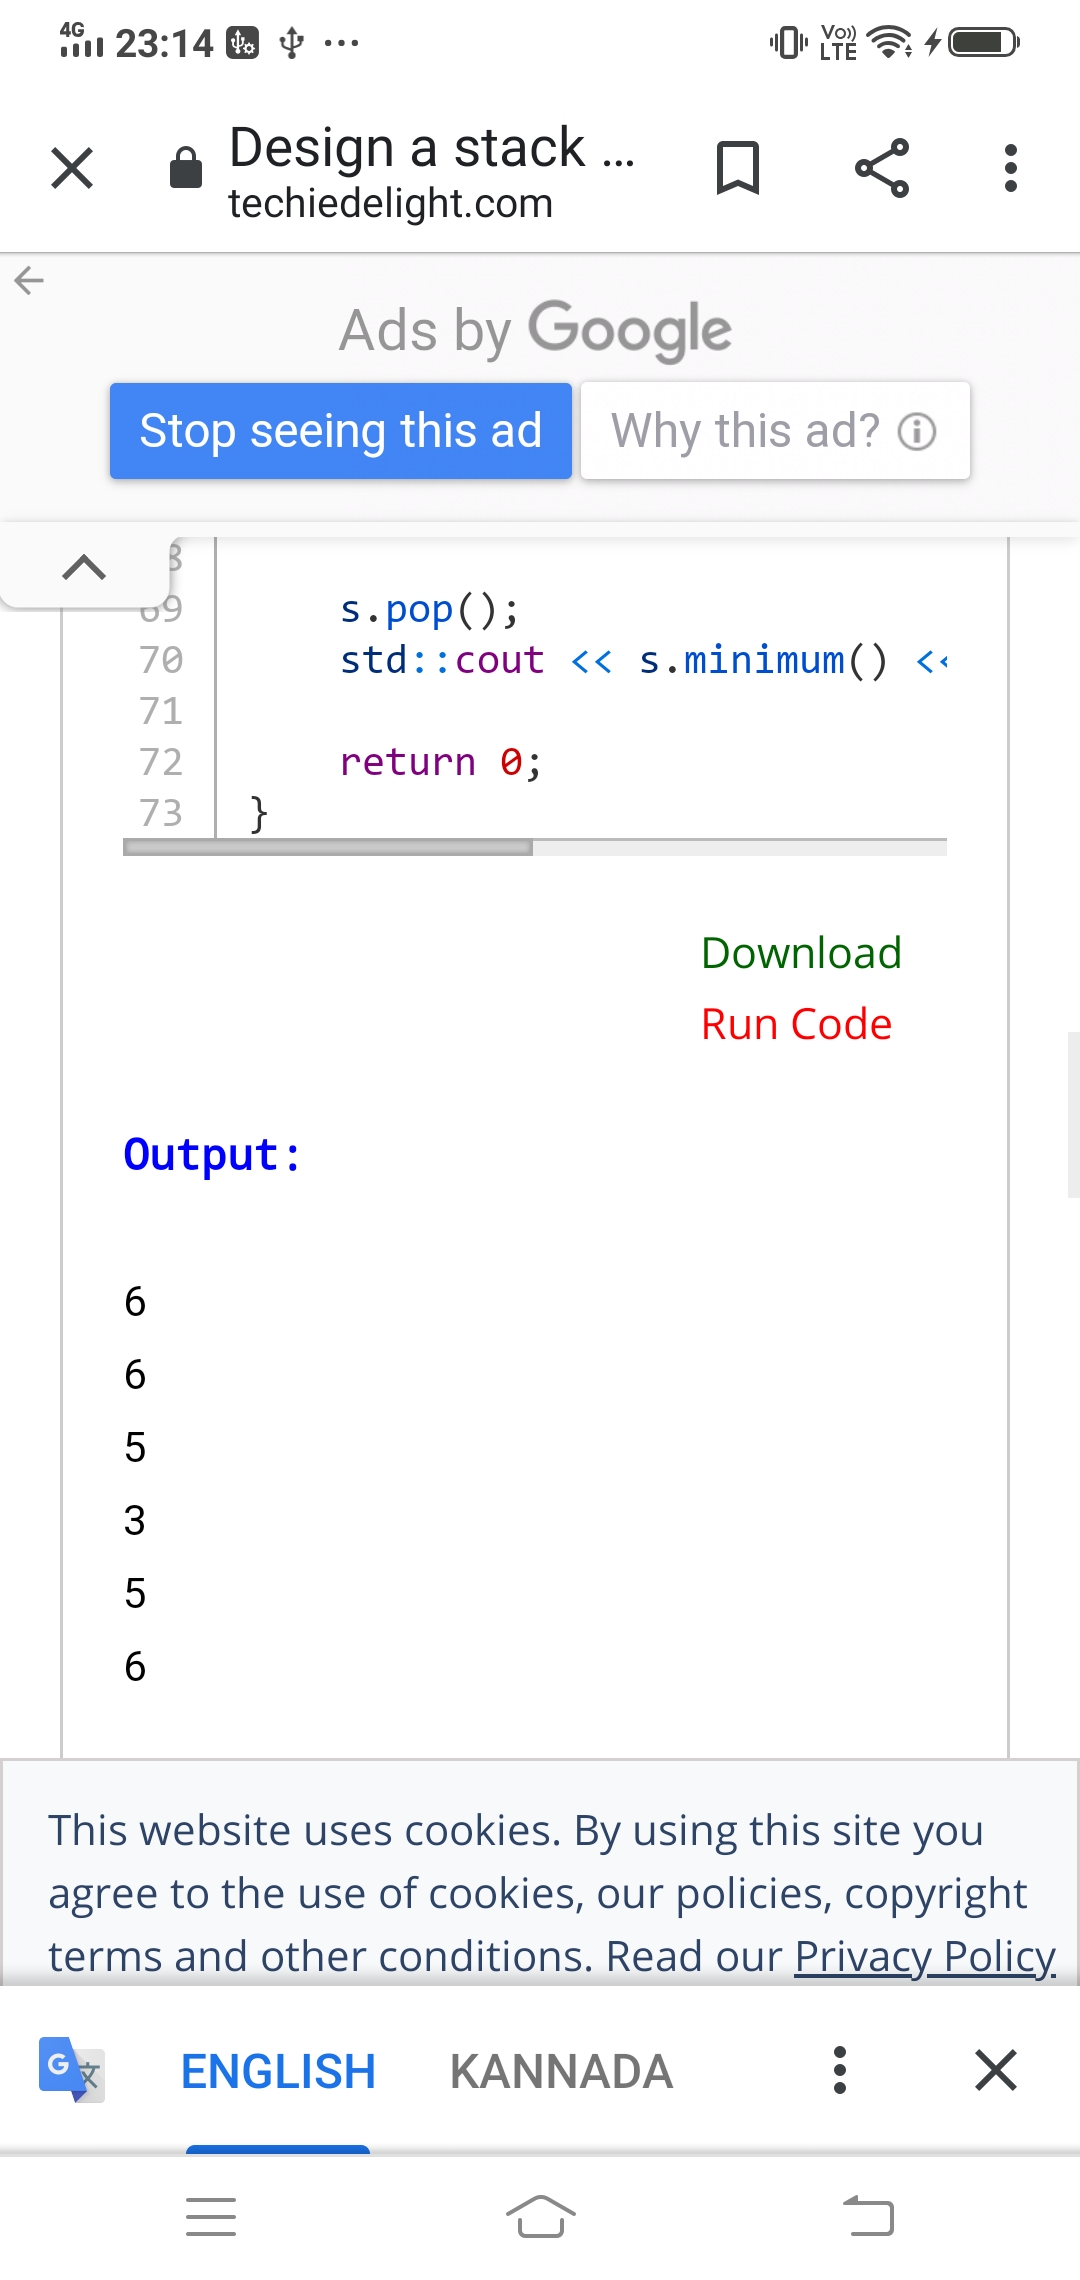 4G 23:14 Vo)) LTE
Design a stack ...
techiedelight.com
Ads by Google
Stop seeing this ad Why this ad?
69 s.pop();
70 std::cout << s.minimum() <<
71
72 return 0;
73 }
Download
Run Code
Output:
6
6
5
3
5
6
This website uses cookies. By using this site you
agree to the use of cookies, our policies, copyright
terms and other conditions. Read our Privacy Policy
G 文 ENGLISH KANNADA